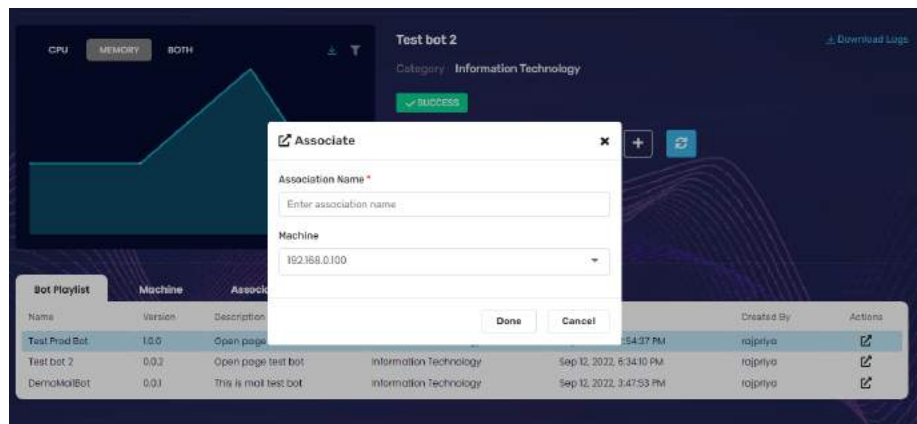 CPU MEMORY BOTH
Test bot 2
Download Logs
Category Information Technology
SUCCESS
Associate
Association Name *
Enter association name
Machine
192.168.0.100
Done Cancel
Bot Playlist Machine
Name Version Description Created By Actions
Test Prod Bot 1.0.0 Open page :54:37 PM rajpriya
Test bot 2 0.0.2 Open page test bot Information Technology Sep 12, 2022, 6:34:10 PM rajpriya
DemoMailBot 0.0.1 This is mail test bot Information Technology Sep 12, 2022, 3:47:53 PM rajpriya